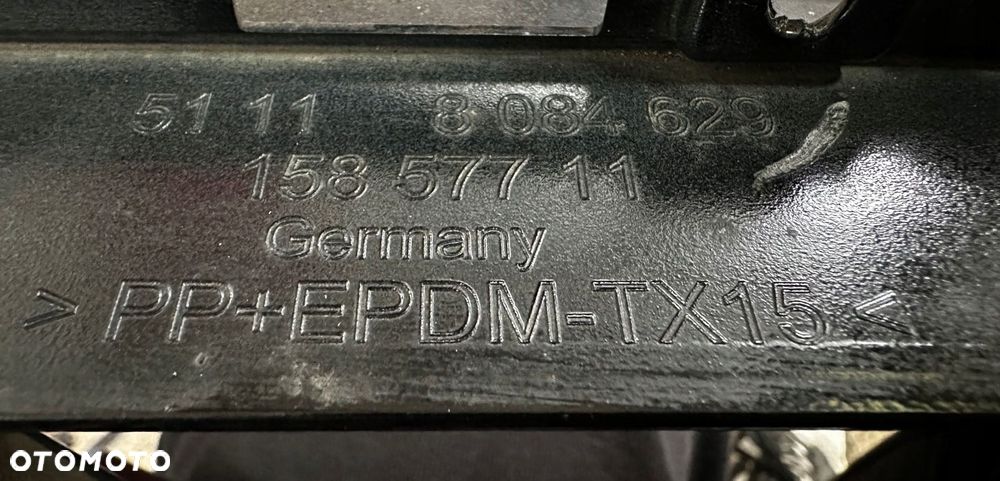 51 11 8 084 629
158 577 11
Germany
> PP+EPDM-TX15 <
OTOMOTO